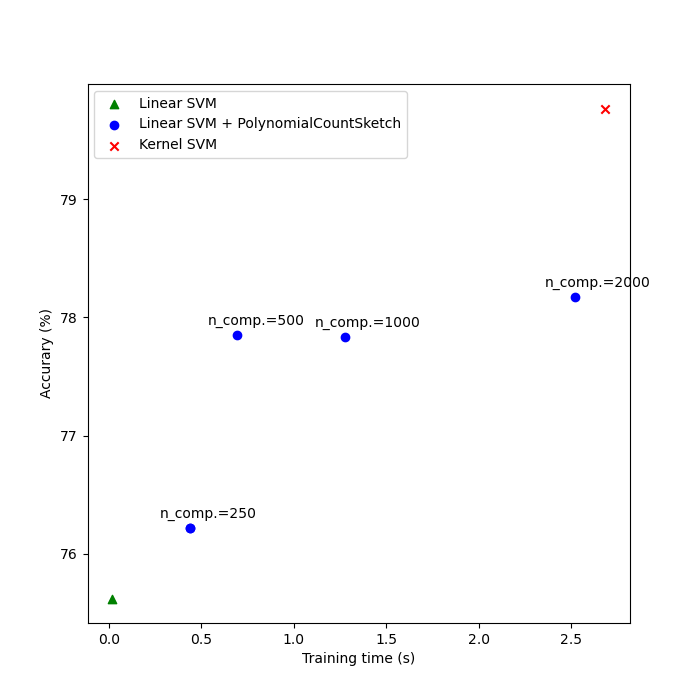 Linear SVM
Linear SVM + PolynomialCountSketch
Kernel SVM
79
78
77
76
Accurary (%)
n_comp.=2000
n_comp.=500
n_comp.=1000
n_comp.=250
0.0 0.5 1.0 1.5 2.0 2.5
Training time (s)